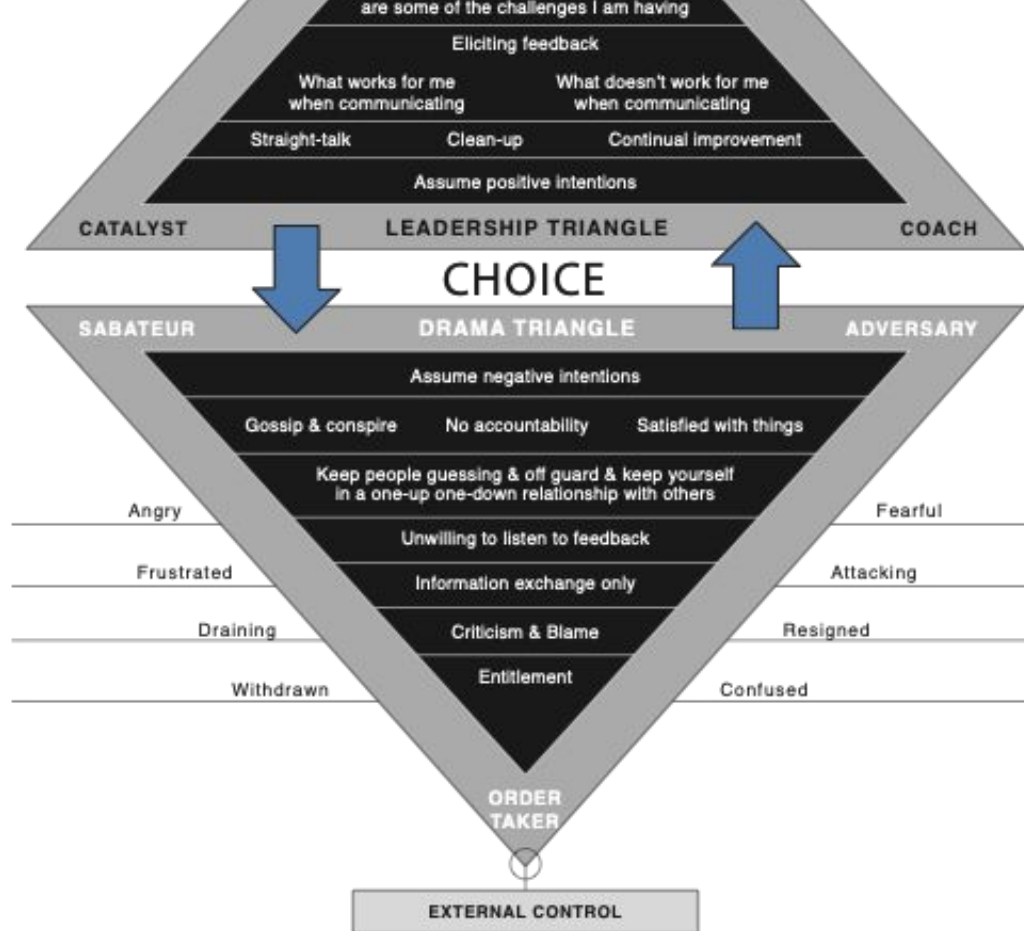 are some of the challenges I am having
Eliciting feedback
What works for me
when communicating
What doesn't work for me
when communicating
Straight-talk
Clean-up
Continual improvement
Assume positive intentions
CATALYST
LEADERSHIP TRIANGLE
COACH
CHOICE
SABATEUR
DRAMA TRIANGLE
ADVERSARY
Assume negative intentions
Gossip & conspire
No accountability
Satisfied with things
Keep people guessing & off guard & keep yourself
in a one-up one-down relationship with others
Angry
Fearful
Unwilling to listen to feedback
Frustrated
Attacking
Information exchange only
Draining
Resigned
Criticism & Blame
Entitlement
Withdrawn
Confused
ORDER
TAKER
EXTERNAL CONTROL